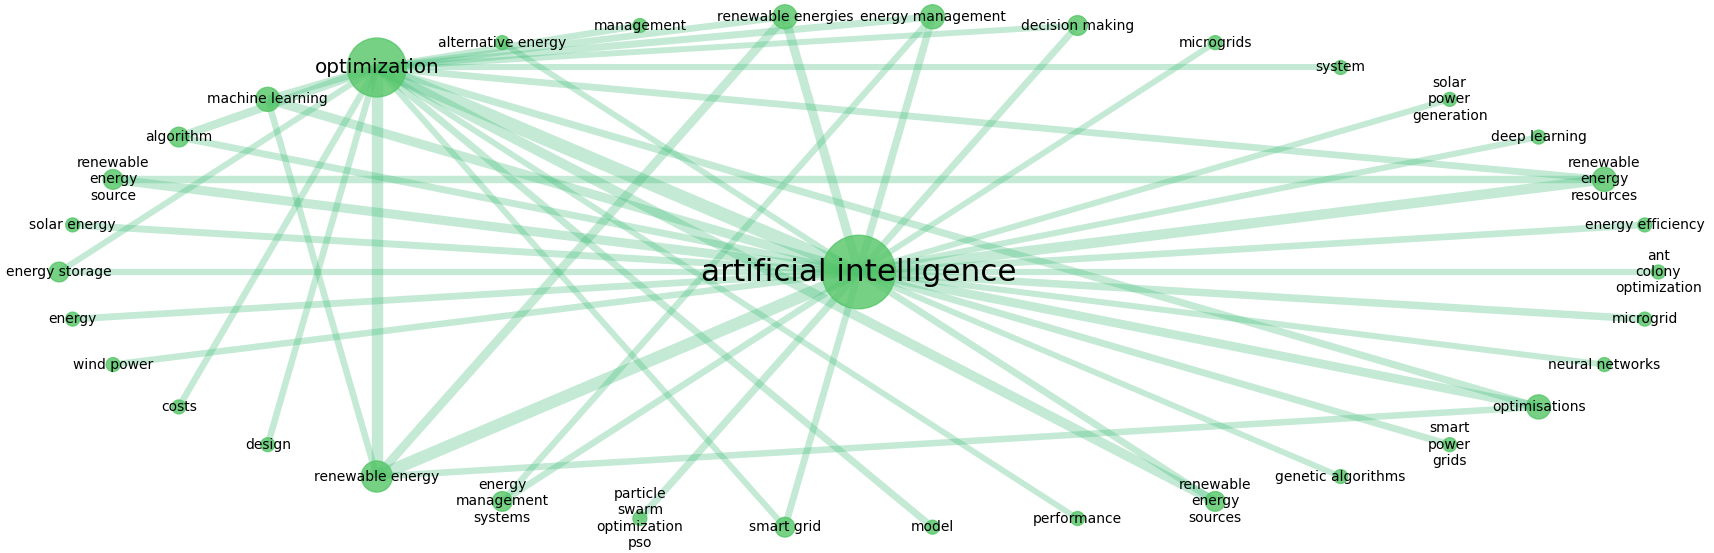 renewable energies
energy management
management
decision making
alternative energy
microgrids
optimization
system
solar
power
generation
machine learning
algorithm
deep learning
renewable
energy
source
renewable
energy
resources
solar energy
energy efficiency
artificial intelligence
energy storage
ant
colony
optimization
energy
microgrid
wind power
neural networks
costs
optimisations
design
smart
power
grids
renewable energy
genetic algorithms
energy
management
systems
renewable
energy
sources
particle
swarm
optimization
pso
smart grid
model
performance